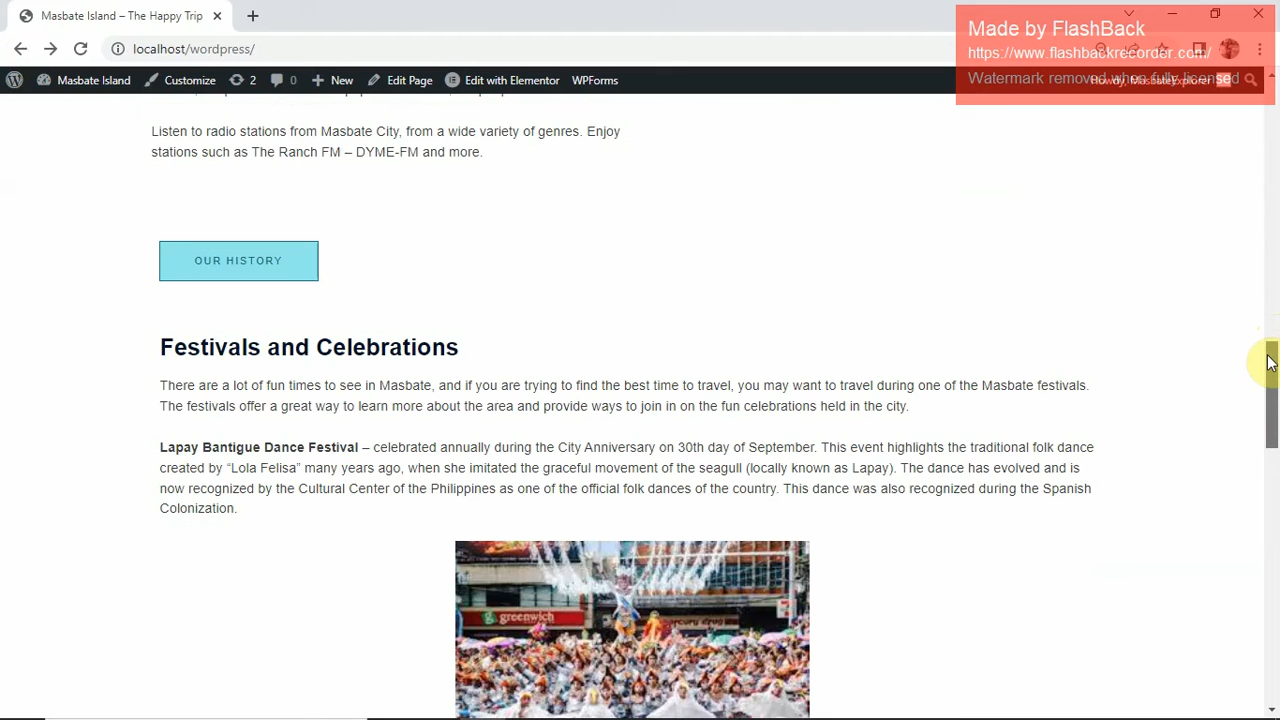 Masbate Island – The Happy Trip
Made by FlashBack
https://www.flashbackrecorder.com/
Watermark removed when fully licensed
localhost/wordpress/
Masbate Island Customize 2 0 New Edit Page Edit with Elementor WPForms Howdy, MasbateExplorer
Listen to radio stations from Masbate City, from a wide variety of genres. Enjoy
stations such as The Ranch FM – DYME-FM and more.
OUR HISTORY
Festivals and Celebrations
There are a lot of fun times to see in Masbate, and if you are trying to find the best time to travel, you may want to travel during one of the Masbate festivals.
The festivals offer a great way to learn more about the area and provide ways to join in on the fun celebrations held in the city.
Lapay Bantigue Dance Festival – celebrated annually during the City Anniversary on 30th day of September. This event highlights the traditional folk dance
created by “Lola Felisa” many years ago, when she imitated the graceful movement of the seagull (locally known as Lapay). The dance has evolved and is
now recognized by the Cultural Center of the Philippines as one of the official folk dances of the country. This dance was also recognized during the Spanish
Colonization.
greenwich